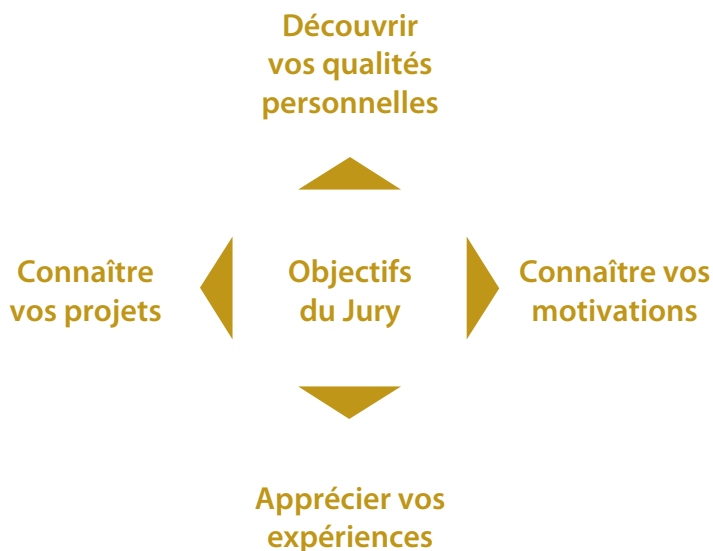 Découvrir
vos qualités
personnelles
Connaître
vos projets
Objectifs
du Jury
Connaître vos
motivations
Apprécier vos
expériences